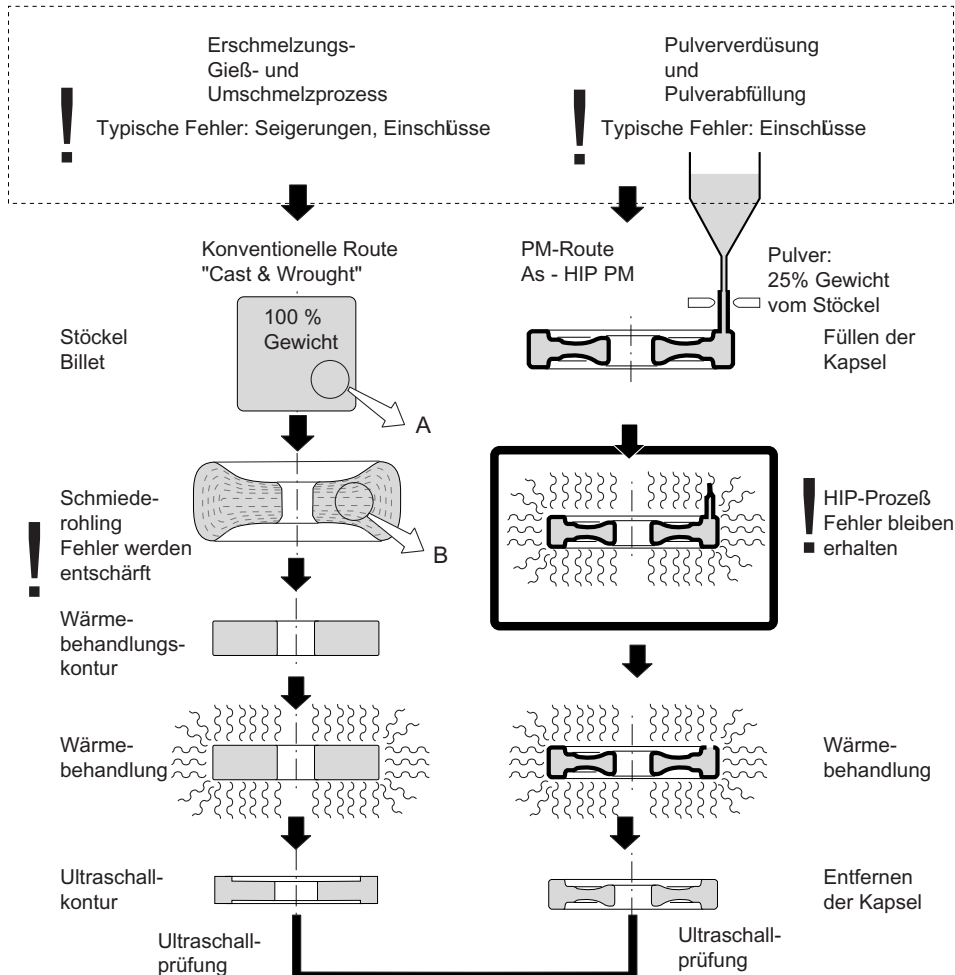 Erschmelzungs-
Gieß- und
Umschmelzprozess
!
Typische Fehler: Seigerungen, Einschlüsse
Pulververdüsung
und
Pulverabfüllung
!
Typische Fehler: Einschlüsse
Konventionelle Route
"Cast & Wrought"
PM-Route
As - HIP PM
Pulver:
25% Gewicht
vom Stöckel
Stöckel
Billet
100 %
Gewicht
A
Füllen der
Kapsel
!
Schmiede-
rohling
Fehler werden
entschärft
B
!
HIP-Prozeß
Fehler bleiben
erhalten
Wärme-
behandlungs-
kontur
Wärme-
behandlung
Wärme-
behandlung
Ultraschall-
kontur
Entfernen
der Kapsel
Ultraschall-
prüfung
Ultraschall-
prüfung